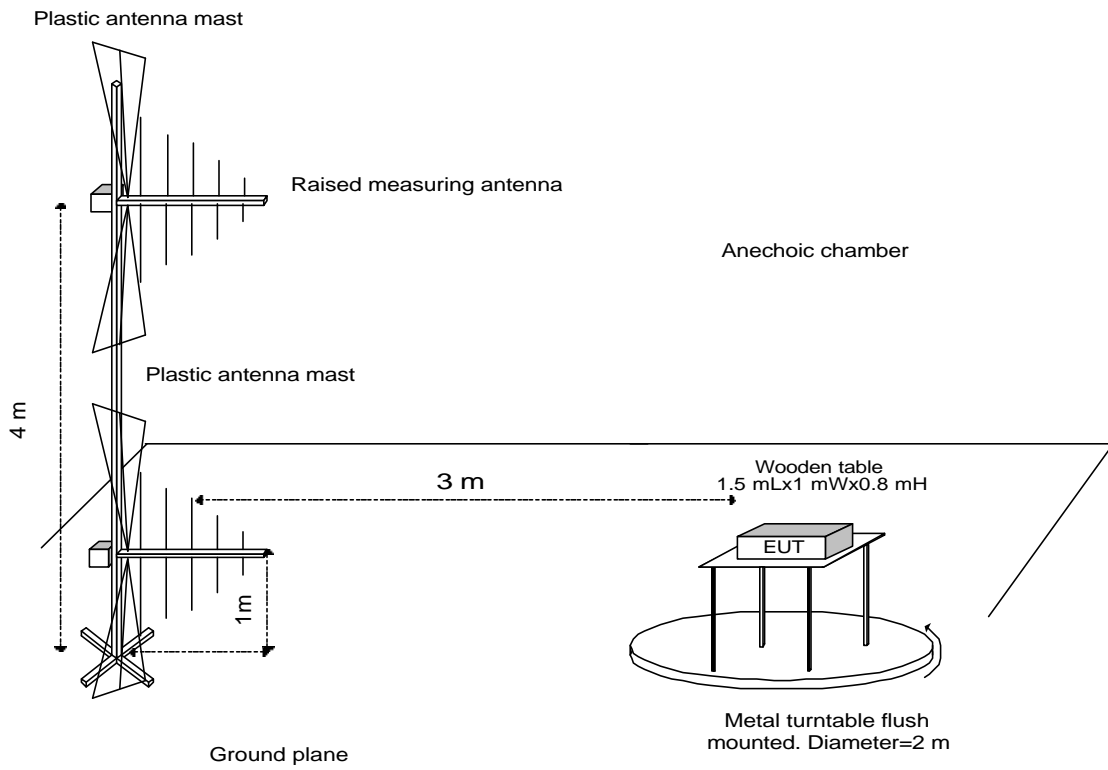 Plastic antenna mast
Raised measuring antenna
Anechoic chamber
Plastic antenna mast
4 m
3 m
Wooden table
1.5 mLx1 mWx0.8 mH
EUT
1m
Metal turntable flush
mounted. Diameter=2 m
Ground plane